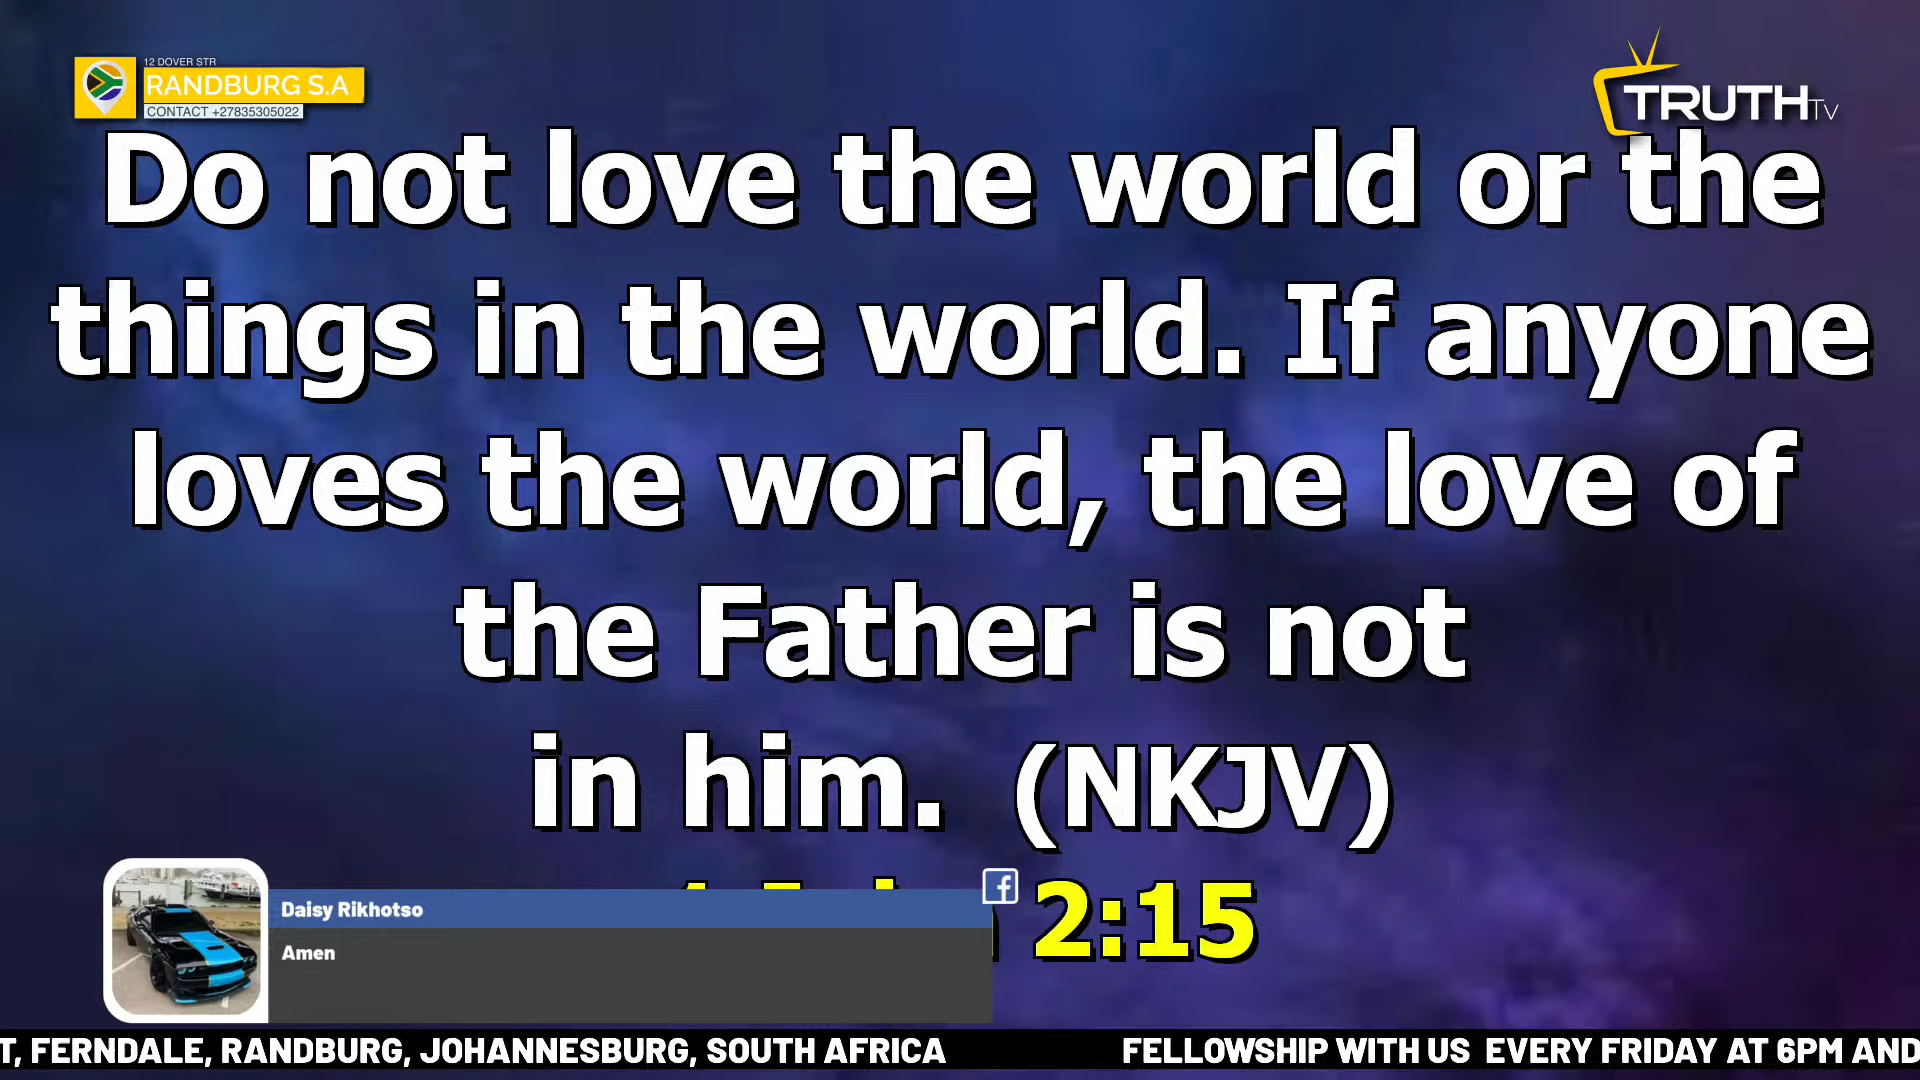 12 DOVER STR
RANDBURG S.A
CONTACT +27835305022
TRUTH TV
Do not love the world or the
things in the world. If anyone
loves the world, the love of
the Father is not
in him. (NKJV)
2:15
Daisy Rikhotso
Amen
T, FERNDALE, RANDBURG, JOHANNESBURG, SOUTH AFRICA FELLOWSHIP WITH US EVERY FRIDAY AT 6PM AND